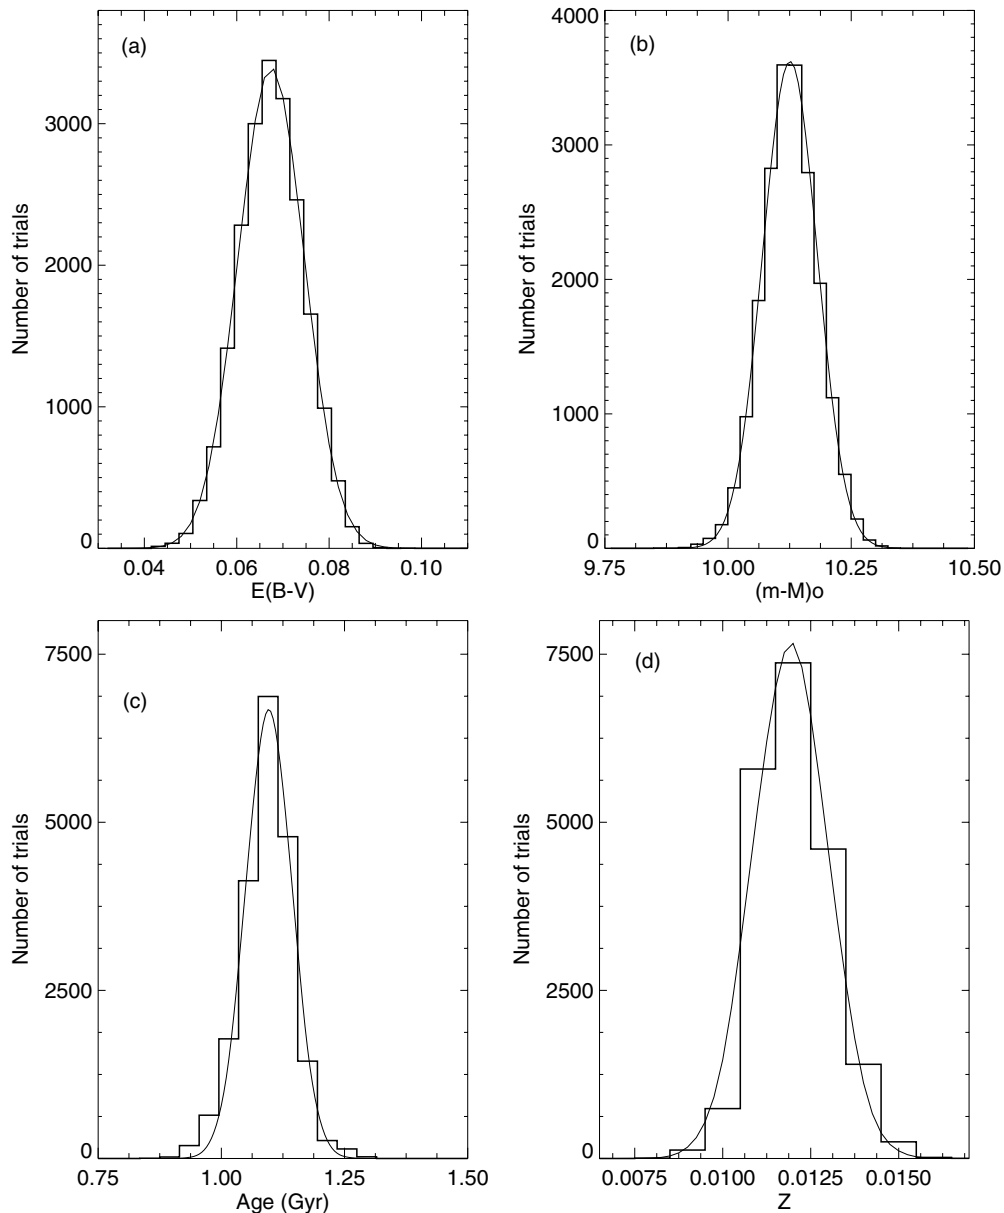 (a)
Number of trials
3000
2000
1000
0
0.04 0.06 0.08 0.10
E(B-V)
(b)
Number of trials
4000
3000
2000
1000
0
9.75 10.00 10.25 10.50
(m-M)o
(c)
Number of trials
7500
5000
2500
0
0.75 1.00 1.25 1.50
Age (Gyr)
(d)
Number of trials
7500
5000
2500
0
0.0075 0.0100 0.0125 0.0150
Z